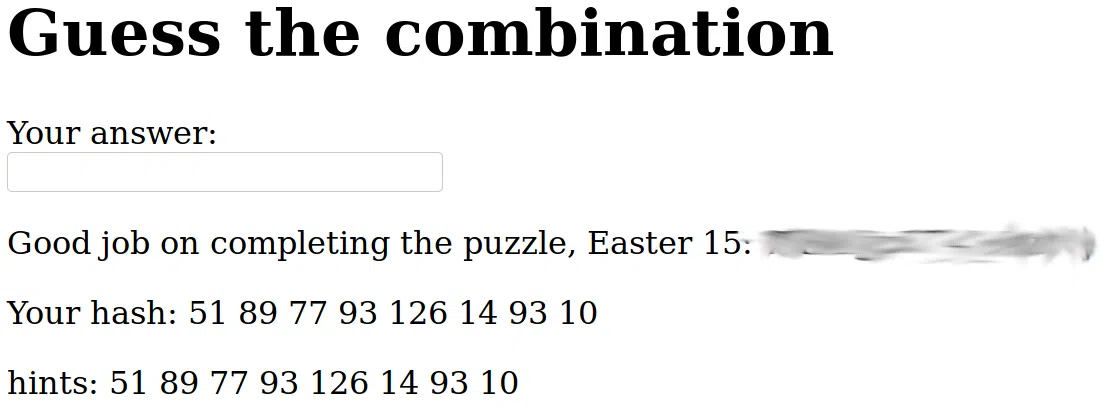 Guess the combination
Your answer:
Good job on completing the puzzle, Easter 15:
Your hash: 51 89 77 93 126 14 93 10
hints: 51 89 77 93 126 14 93 10